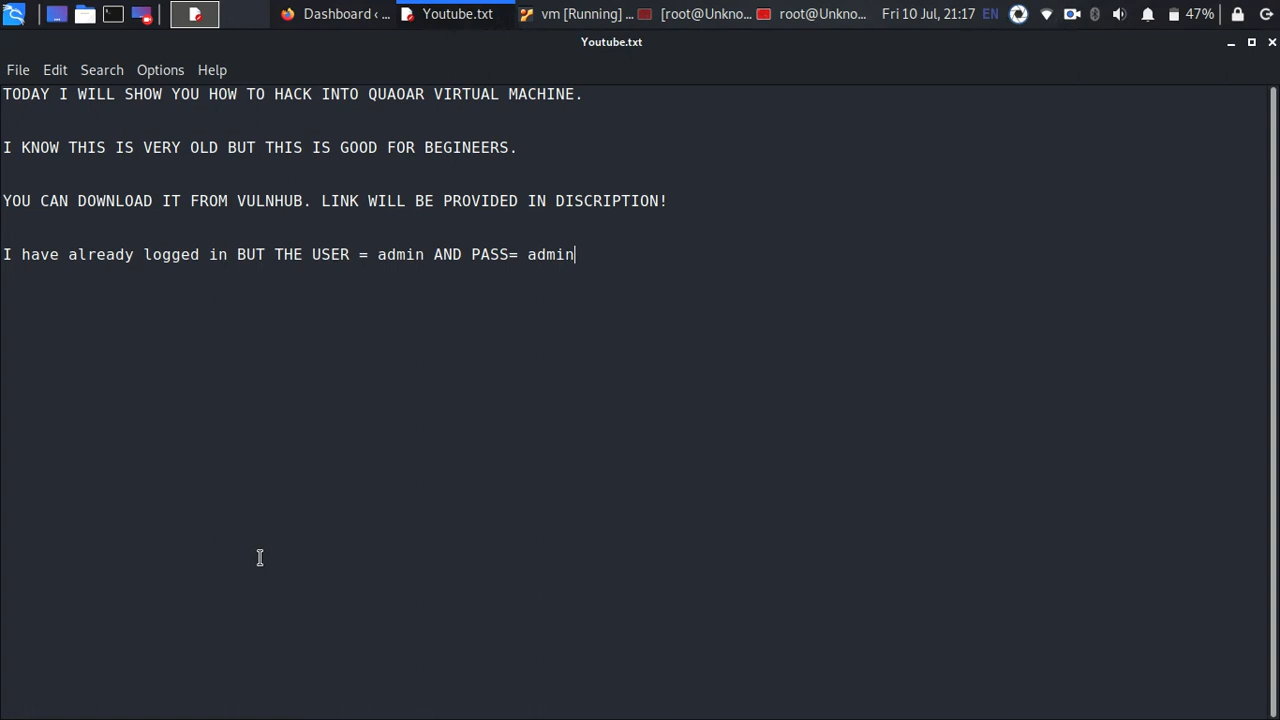 Dashboard ‹ ...
Youtube.txt
vm [Running] ...
[root@Unkno...
root@Unkno...
Fri 10 Jul, 21:17
EN
47%
Youtube.txt
File Edit Search Options Help
TODAY I WILL SHOW YOU HOW TO HACK INTO QUAOAR VIRTUAL MACHINE.
I KNOW THIS IS VERY OLD BUT THIS IS GOOD FOR BEGINEERS.
YOU CAN DOWNLOAD IT FROM VULNHUB. LINK WILL BE PROVIDED IN DISCRIPTION!
I have already logged in BUT THE USER = admin AND PASS= admin